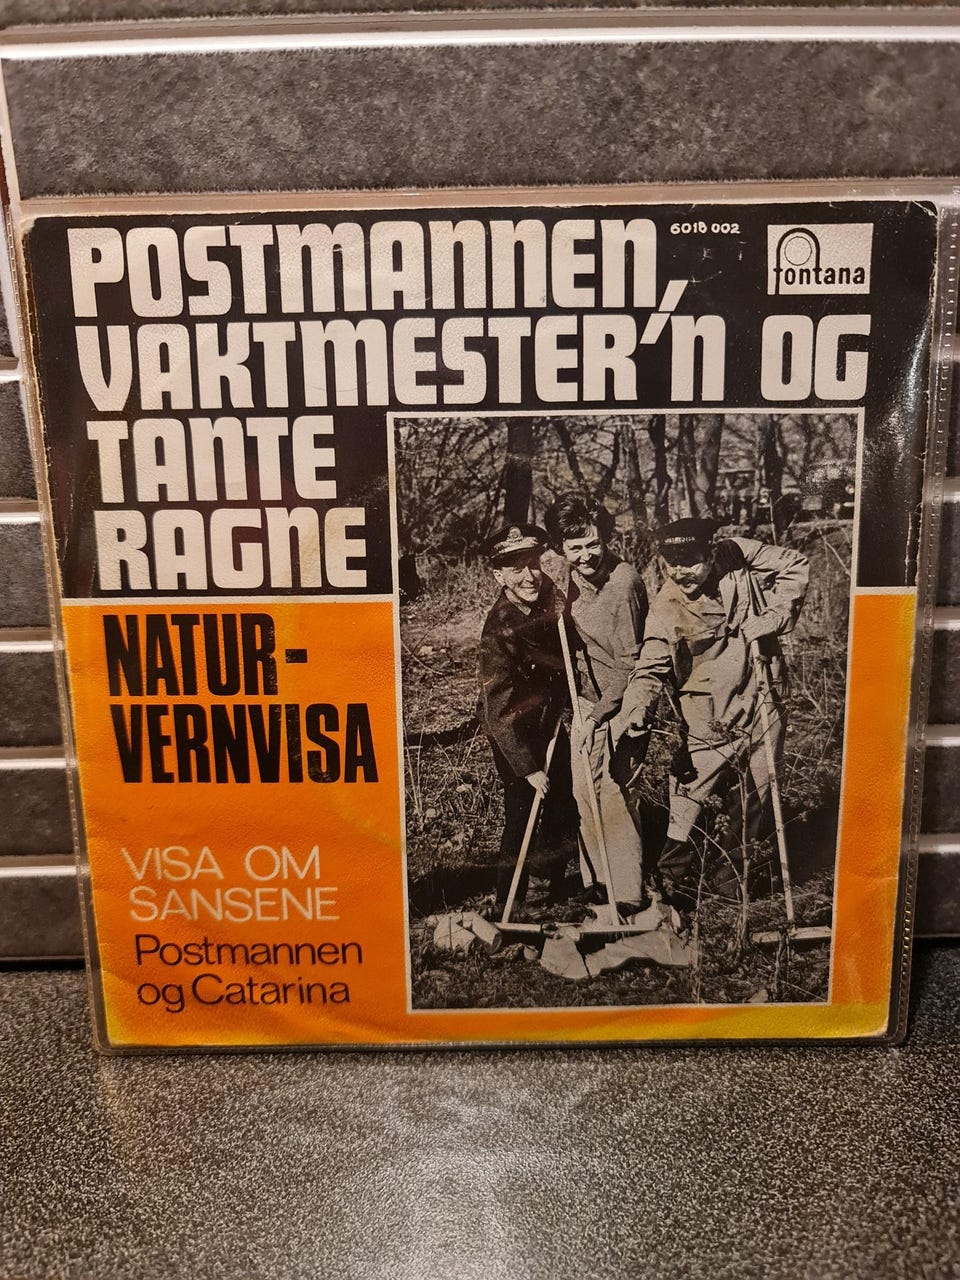 POSTMANNEN,
6018 002
fontana
VAKTMESTER'N OG
TANTE
RAGNE
NATUR-
VERNVISA
VISA OM
SANSENE
Postmannen
og Catarina